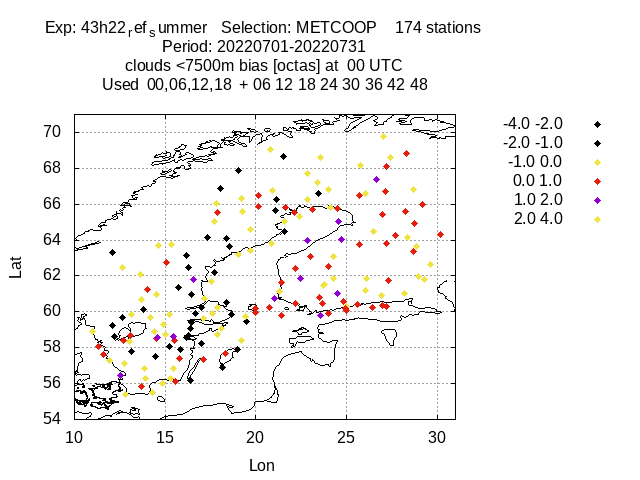 Exp: 43h22refsummer   Selection: METCOOP    174 stations
Period: 20220701-20220731
clouds <7500m bias [octas] at  00 UTC
Used  00,06,12,18  + 06 12 18 24 30 36 42 48
-4.0 -2.0
-2.0 -1.0
-1.0 0.0
0.0 1.0
1.0 2.0
2.0 4.0
70
68
66
64
62
60
58
56
54
Lat
10 15 20 25 30
Lon